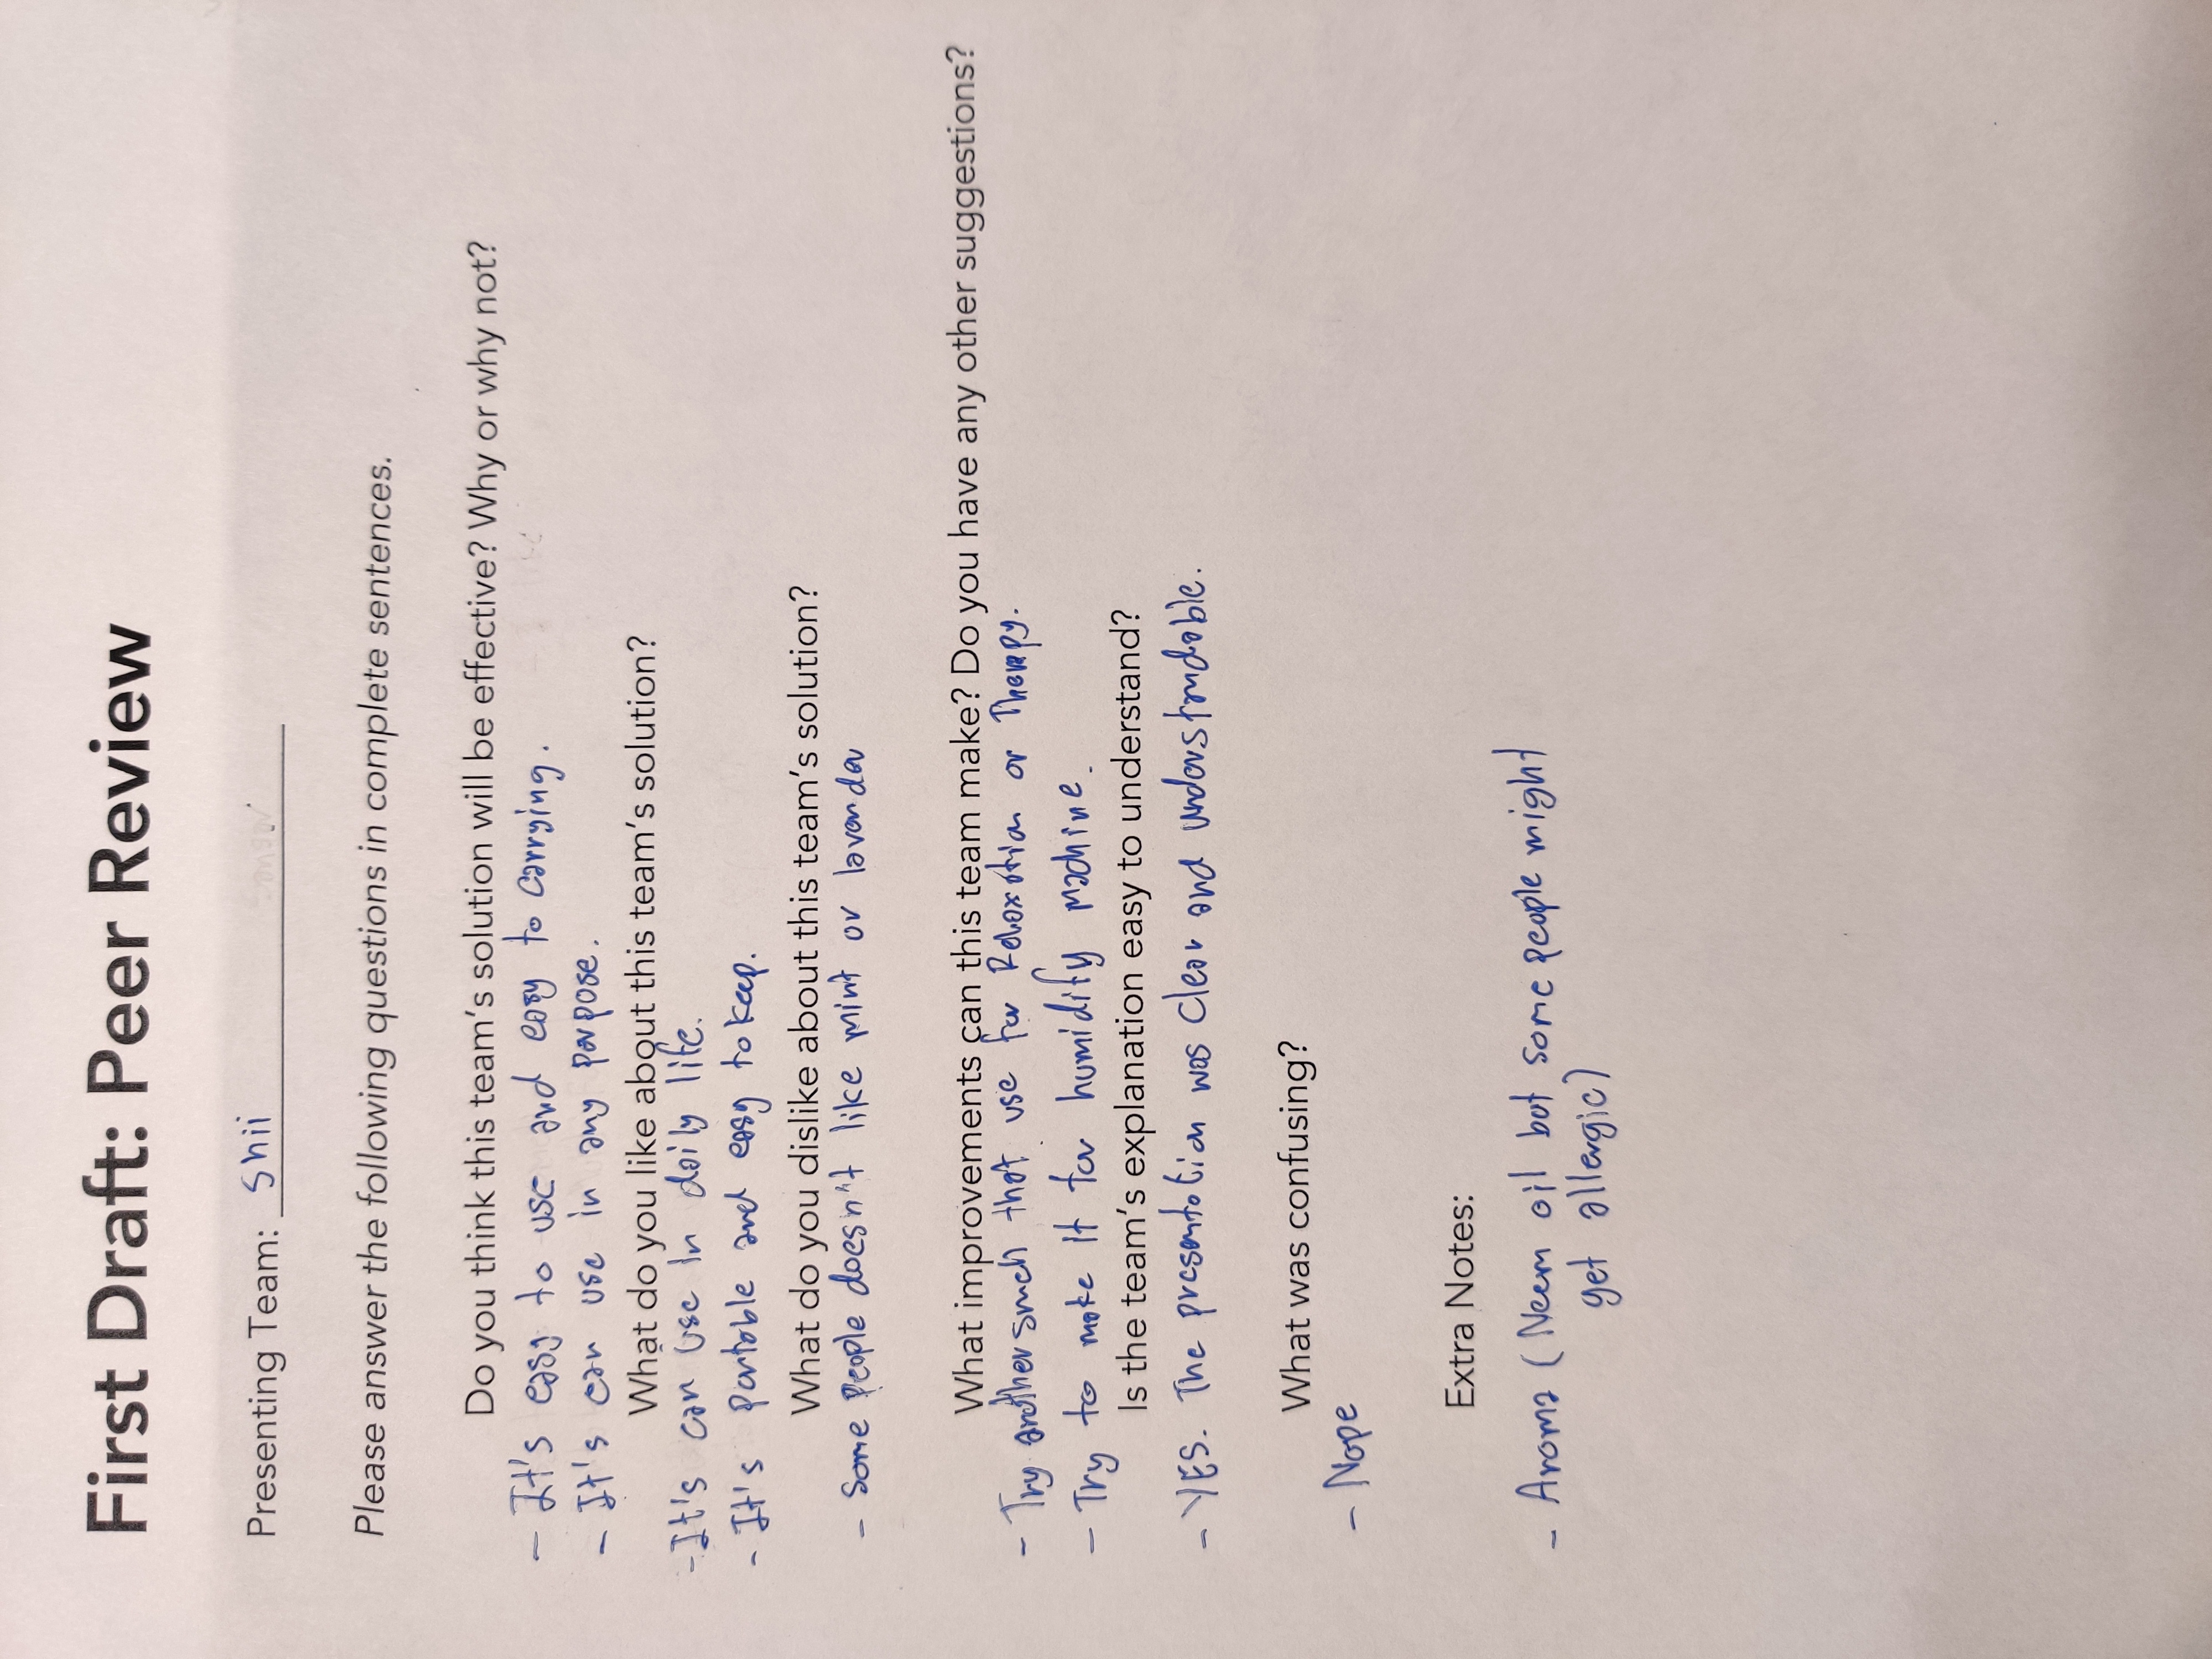 First Draft: Peer Review
Presenting Team: Shii
Please answer the following questions in complete sentences.
Do you think this team's solution will be effective? Why or why not?
- It's easy to use and easy to carrying.
- It's can use in any porpose.
What do you like about this team's solution?
- It's can use in daily life.
- It's portable and easy to keep.
What do you dislike about this team's solution?
- Some people doesn't like mint or lavender
What improvements can this team make? Do you have any other suggestions?
- Try another that use for Relaxation or Therapy.
- Try to make it for humidify machine.
Is the team's explanation easy to understand?
- YES. The presentation was clear and understandable.
What was confusing?
- Nope
Extra Notes:
- Aroma (Neem oil but some people might
get allergic)